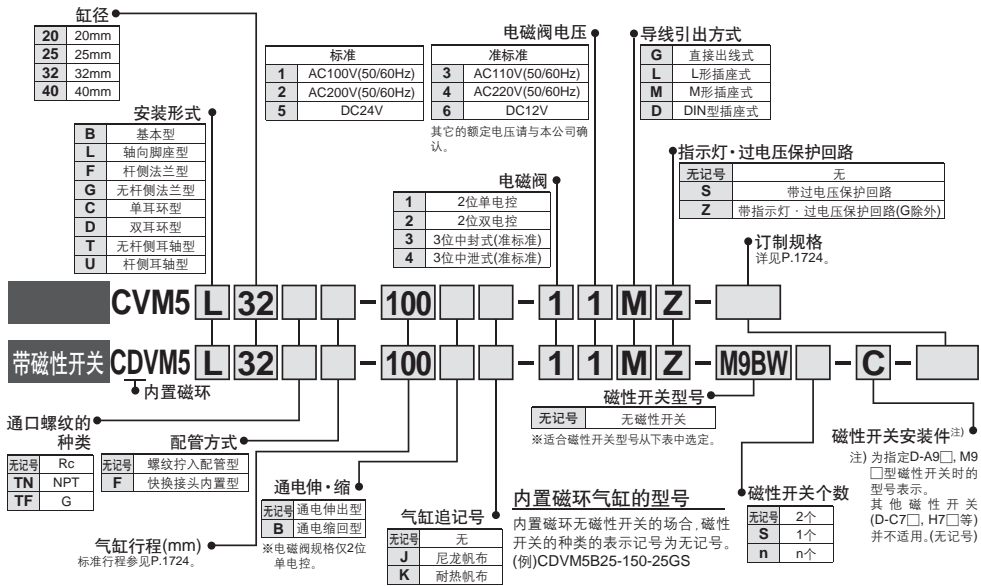 缸径
20 20mm
25 25mm
32 32mm
40 40mm
安装形式
B 基本型
L 轴向脚座型
F 杆侧法兰型
G 无杆侧法兰型
C 单耳环型
D 双耳环型
T 无杆侧耳轴型
U 杆侧耳轴型
电磁阀电压
标准
1 AC100V(50/60Hz)
2 AC200V(50/60Hz)
5 DC24V
准标准
3 AC110V(50/60Hz)
4 AC220V(50/60Hz)
6 DC12V
其它的额定电压请与本公司确
认。
导线引出方式
G 直接出线式
L L形插座式
M M形插座式
D DIN型插座式
电磁阀
1 2位单电控
2 2位双电控
3 3位中封式(准标准)
4 3位中泄式(准标准)
指示灯·过电压保护回路
无记号 无
S 带过电压保护回路
Z 带指示灯·过电压保护回路(G除外)
订制规格
详见P.1724。
CVM5 L 32 - 100 - 1 1 M Z -
带磁性开关 CDVM5 L 32 - 100 - 1 1 M Z - M9BW - C -
内置磁环
通口螺纹的
种类
无记号 Rc
TN NPT
TF G
配管方式
无记号 螺纹拧入配管型
F 快换接头内置型
气缸行程(mm)
标准行程参见P.1724。
通电伸·缩
无记号 通电伸出型
B 通电缩回型
※电磁阀规格仅2位
单电控。
气缸追记号
无记号 无
J 尼龙帆布
K 耐热帆布
磁性开关型号
无记号 无磁性开关
※适合磁性开关型号从下表中选定。
内置磁环气缸的型号
内置磁环无磁性开关的场合,磁性
开关的种类的表示记号为无记号。
(例)CDVM5B25-150-25GS
磁性开关个数
无记号 2个
S 1个
n n个
磁性开关安装件注)
注) 为指定D-A9□, M9
□型磁性开关时的
型号表示。
其他磁性开关
(D-C7□, H7□等)
并不适用。(无记号)